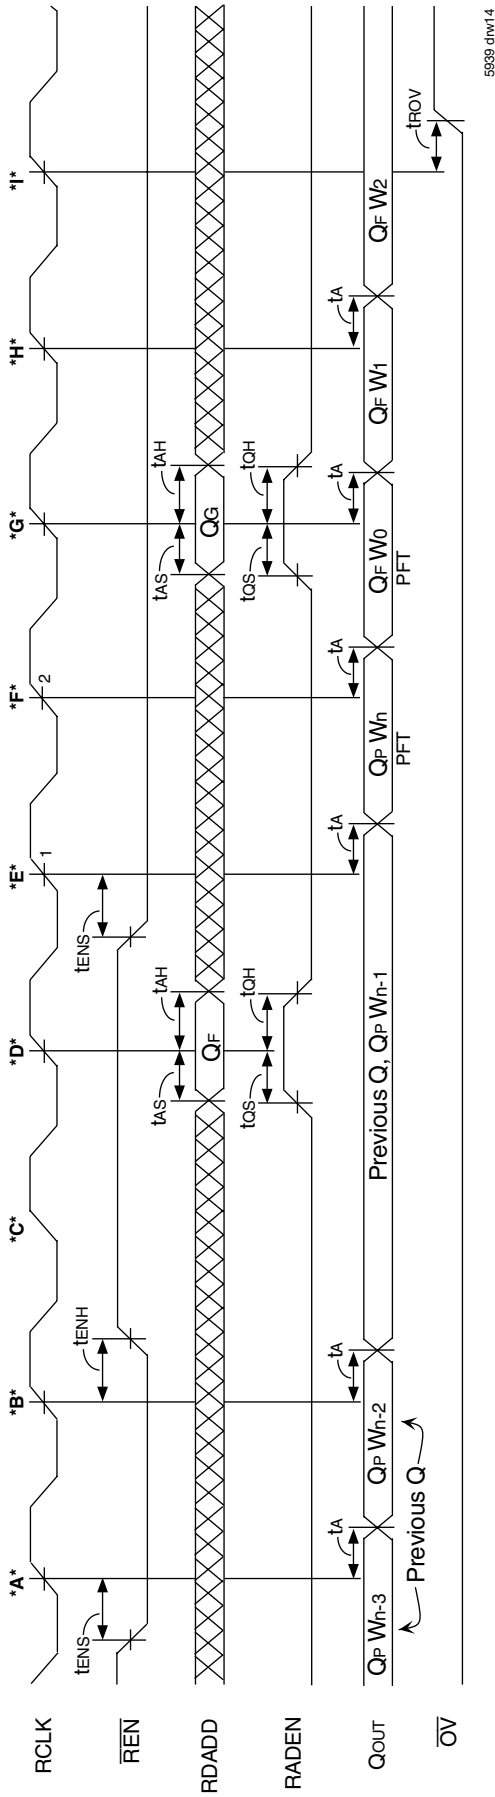 *A* *B* *C* *D* *E* *F* *G* *H* *I*
RCLK 1 2
tENS tENH tENS
REN
tAS tAH tAS tAH
RDADD QF QG
tQS tQH tQS tQH
RADEN
tA tA tA tA tA tA
QOUT QP Wn-3 QP Wn-2 Previous Q, QP Wn-1 QP Wn QF W0 QF W1 QF W2
PFT PFT
Previous Q
tROV
OV
5939 drw14